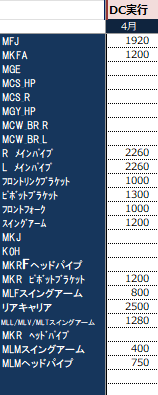 DC実行
4月
MFJ 1920
MKFA 1200
MGE
MCS.HP
MCS.R
MGY.HP
MCW.BR.R
MCW.BR.L
R メインパイプ 2260
L メインパイプ 2260
フロントリンクブラケット 1000
ピボットブラケット 1300
フロントフォーク 1000
スイングアーム 1200
MKJ
KOH
MKRFヘッドパイプ
MKR ピボットブラケット 1200
MLFスイングアーム 800
リアキャリア 2500
MLL/MLV/MLTスイングアーム 1280
MKR ヘッドパイプ
MLMスイングアーム 400
MLMヘッドパイプ 750